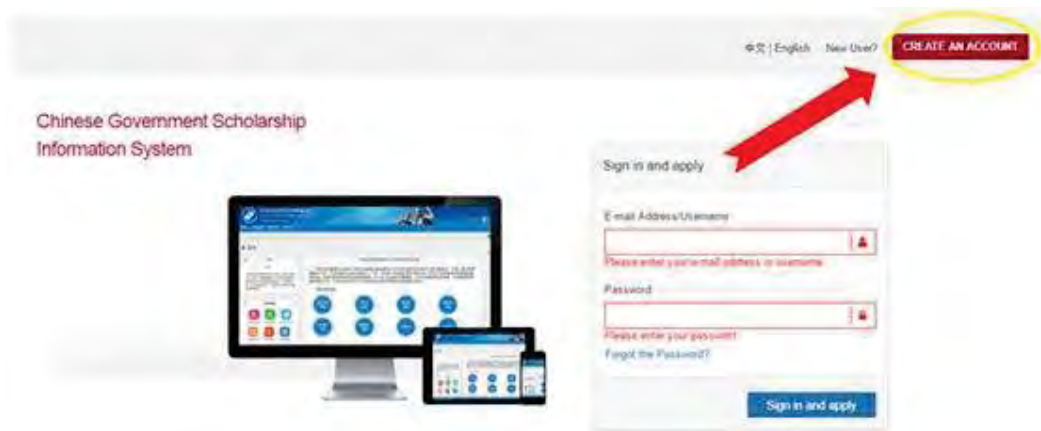 中文 | English New User? CREATE AN ACCOUNT
Chinese Government Scholarship
Information System
Sign in and apply
E-mail Address/Username
Please enter your e-mail address or username
Password
Please enter your password!
Forgot the Password?
Sign in and apply